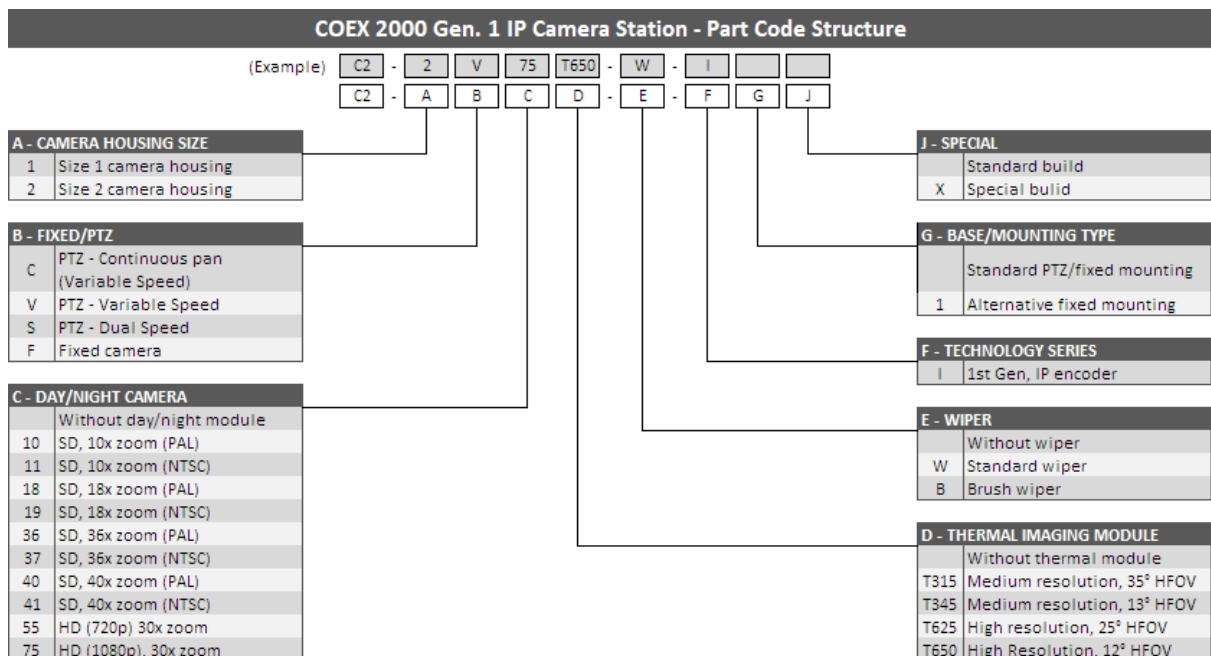 COEX 2000 Gen. 1 IP Camera Station - Part Code Structure
(Example) C2 - 2 V 75 T650 - W - I
C2 - A B C D - E - F G J
A - CAMERA HOUSING SIZE
1 Size 1 camera housing
2 Size 2 camera housing
B - FIXED/PTZ
C PTZ - Continuous pan
(Variable Speed)
V PTZ - Variable Speed
S PTZ - Dual Speed
F Fixed camera
C - DAY/NIGHT CAMERA
Without day/night module
10 SD, 10x zoom (PAL)
11 SD, 10x zoom (NTSC)
18 SD, 18x zoom (PAL)
19 SD, 18x zoom (NTSC)
36 SD, 36x zoom (PAL)
37 SD, 36x zoom (NTSC)
40 SD, 40x zoom (PAL)
41 SD, 40x zoom (NTSC)
55 HD (720p) 30x zoom
75 HD (1080p), 30x zoom
J - SPECIAL
Standard build
X Special bulid
G - BASE/MOUNTING TYPE
Standard PTZ/fixed mounting
1 Alternative fixed mounting
F - TECHNOLOGY SERIES
I 1st Gen, IP encoder
E - WIPER
Without wiper
W Standard wiper
B Brush wiper
D - THERMAL IMAGING MODULE
Without thermal module
T315 Medium resolution, 35° HFOV
T345 Medium resolution, 13° HFOV
T625 High resolution, 25° HFOV
T650 High Resolution, 12° HFOV